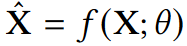 X̂ = f(X; θ)